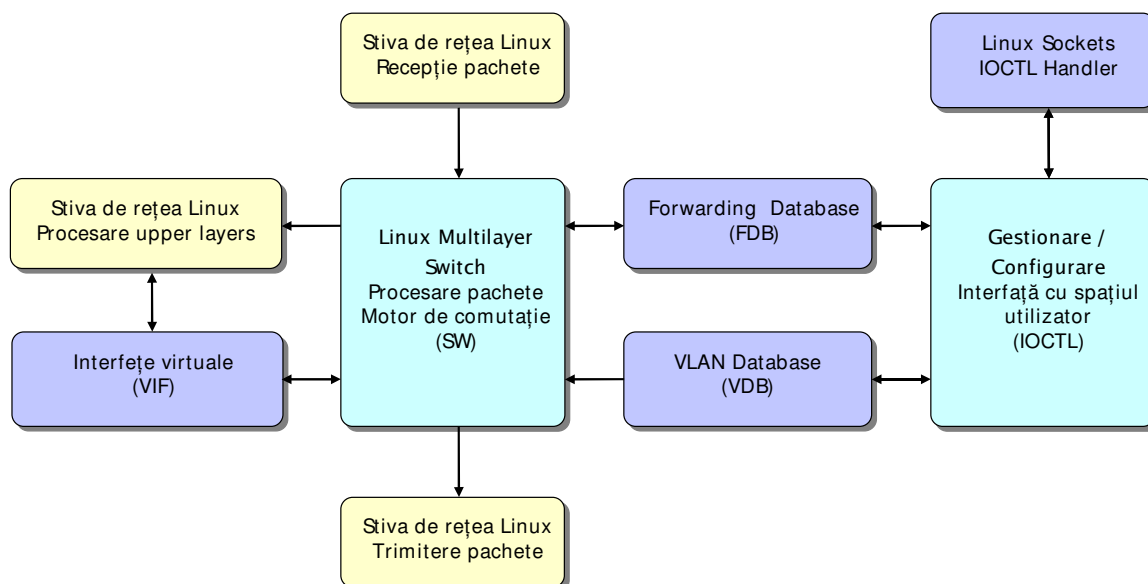 Stiva de rețea Linux
Recepție pachete
Linux Sockets
IOCTL Handler
Stiva de rețea Linux
Procesare upper layers
Linux Multilayer
Switch
Procesare pachete
Motor de comutație
(SW)
Forwarding Database
(FDB)
Gestionare /
Configurare
Interfață cu spațiul
utilizator
(IOCTL)
Interfețe virtuale
(VIF)
VLAN Database
(VDB)
Stiva de rețea Linux
Trimitere pachete